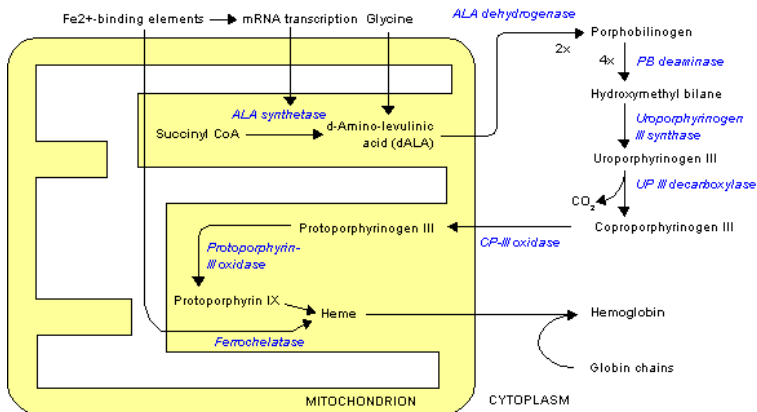 Fe2+-binding elements
mRNA transcription
Glycine
ALA dehydrogenase
2x
Porphobilinogen
4x
PB deaminase
Hydroxymethyl bilane
ALA synthetase
Succinyl CoA
d-Amino-levulinic
acid (dALA)
Uroporphyrinogen
III synthase
Uroporphyrinogen III
UP III decarboxylase
CO2
Coproporphyrinogen III
CP-III oxidase
Protoporphyrinogen III
Protoporphyrin-
III oxidase
Protoporphyrin IX
Heme
Ferrochelatase
Hemoglobin
Globin chains
MITOCHONDRION
CYTOPLASM